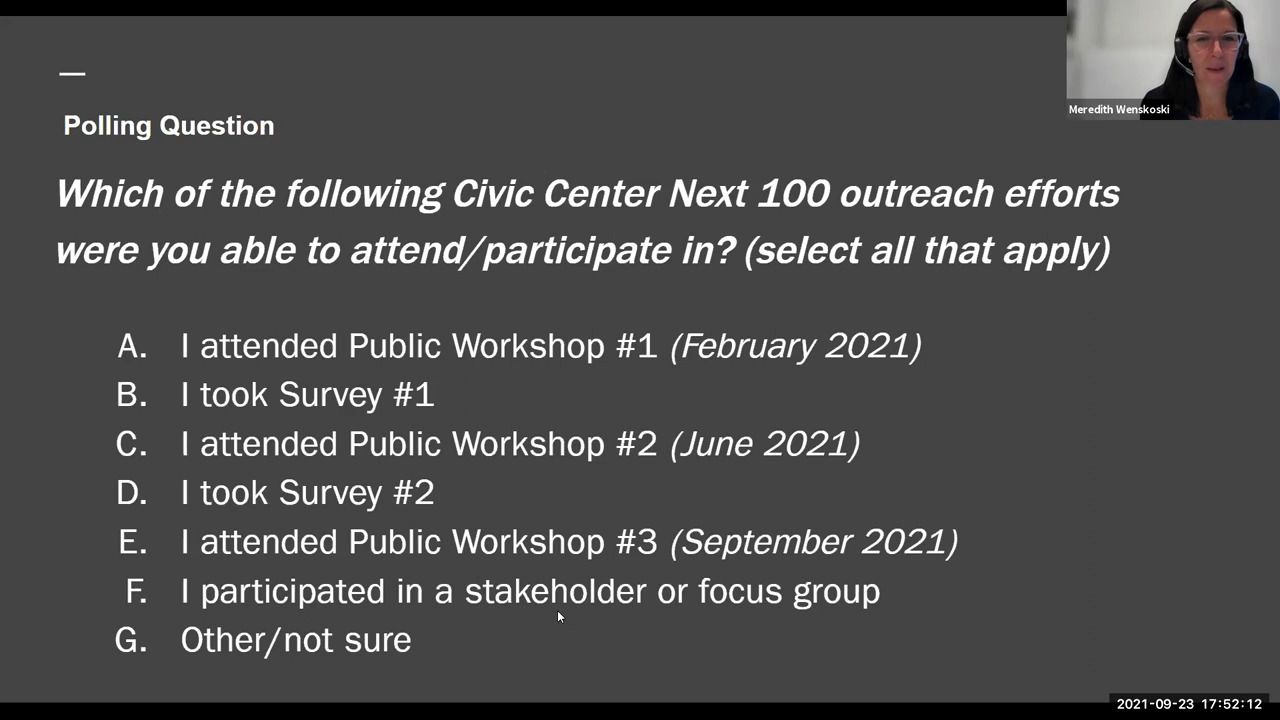 Meredith Wenskoski
Polling Question
Which of the following Civic Center Next 100 outreach efforts
were you able to attend/participate in? (select all that apply)
A. I attended Public Workshop #1 (February 2021)
B. I took Survey #1
C. I attended Public Workshop #2 (June 2021)
D. I took Survey #2
E. I attended Public Workshop #3 (September 2021)
F. I participated in a stakeholder or focus group
G. Other/not sure
2021-09-23 17:52:12